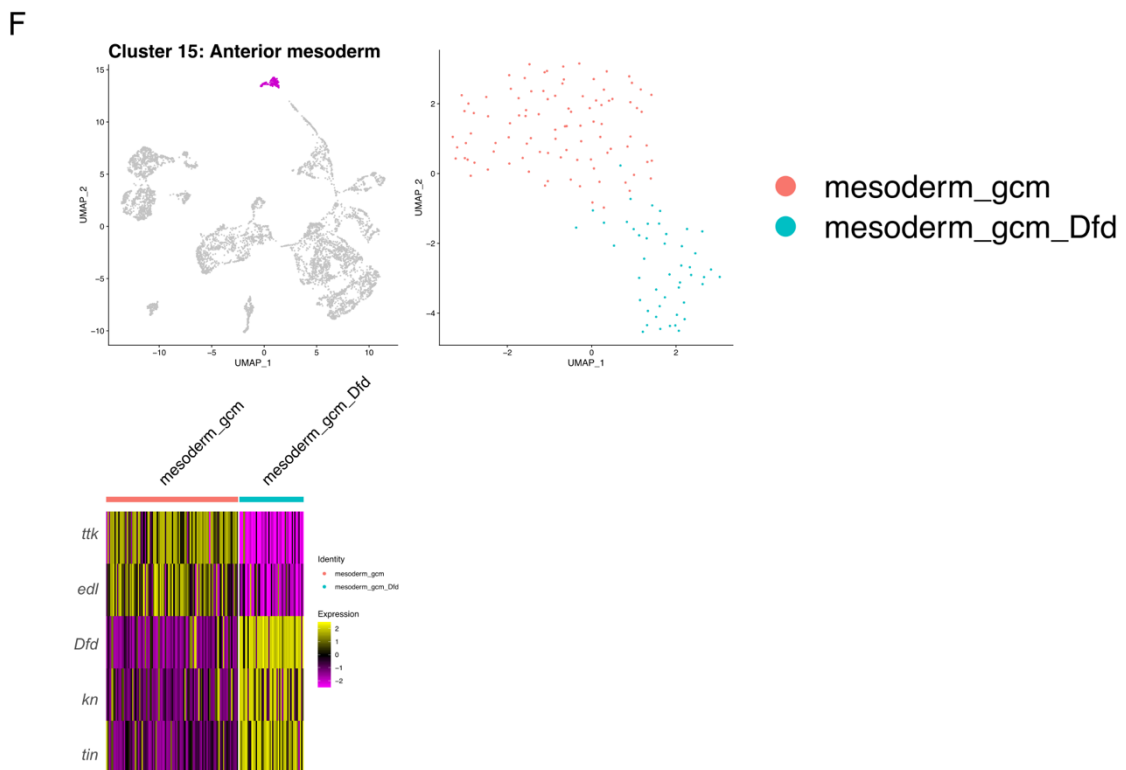 F
Cluster 15: Anterior mesoderm
15
10
5
0
−5
−10
UMAP_2
−10
−5
0
5
10
UMAP_1
2
0
−2
−4
UMAP_2
−2
0
2
UMAP_1
mesoderm_gcm
mesoderm_gcm_Dfd
mesoderm_gcm
mesoderm_gcm_Dfd
ttk
edl
Dfd
kn
tin
Identity
mesoderm_gcm
mesoderm_gcm_Dfd
Expression
2
1
0
−1
−2